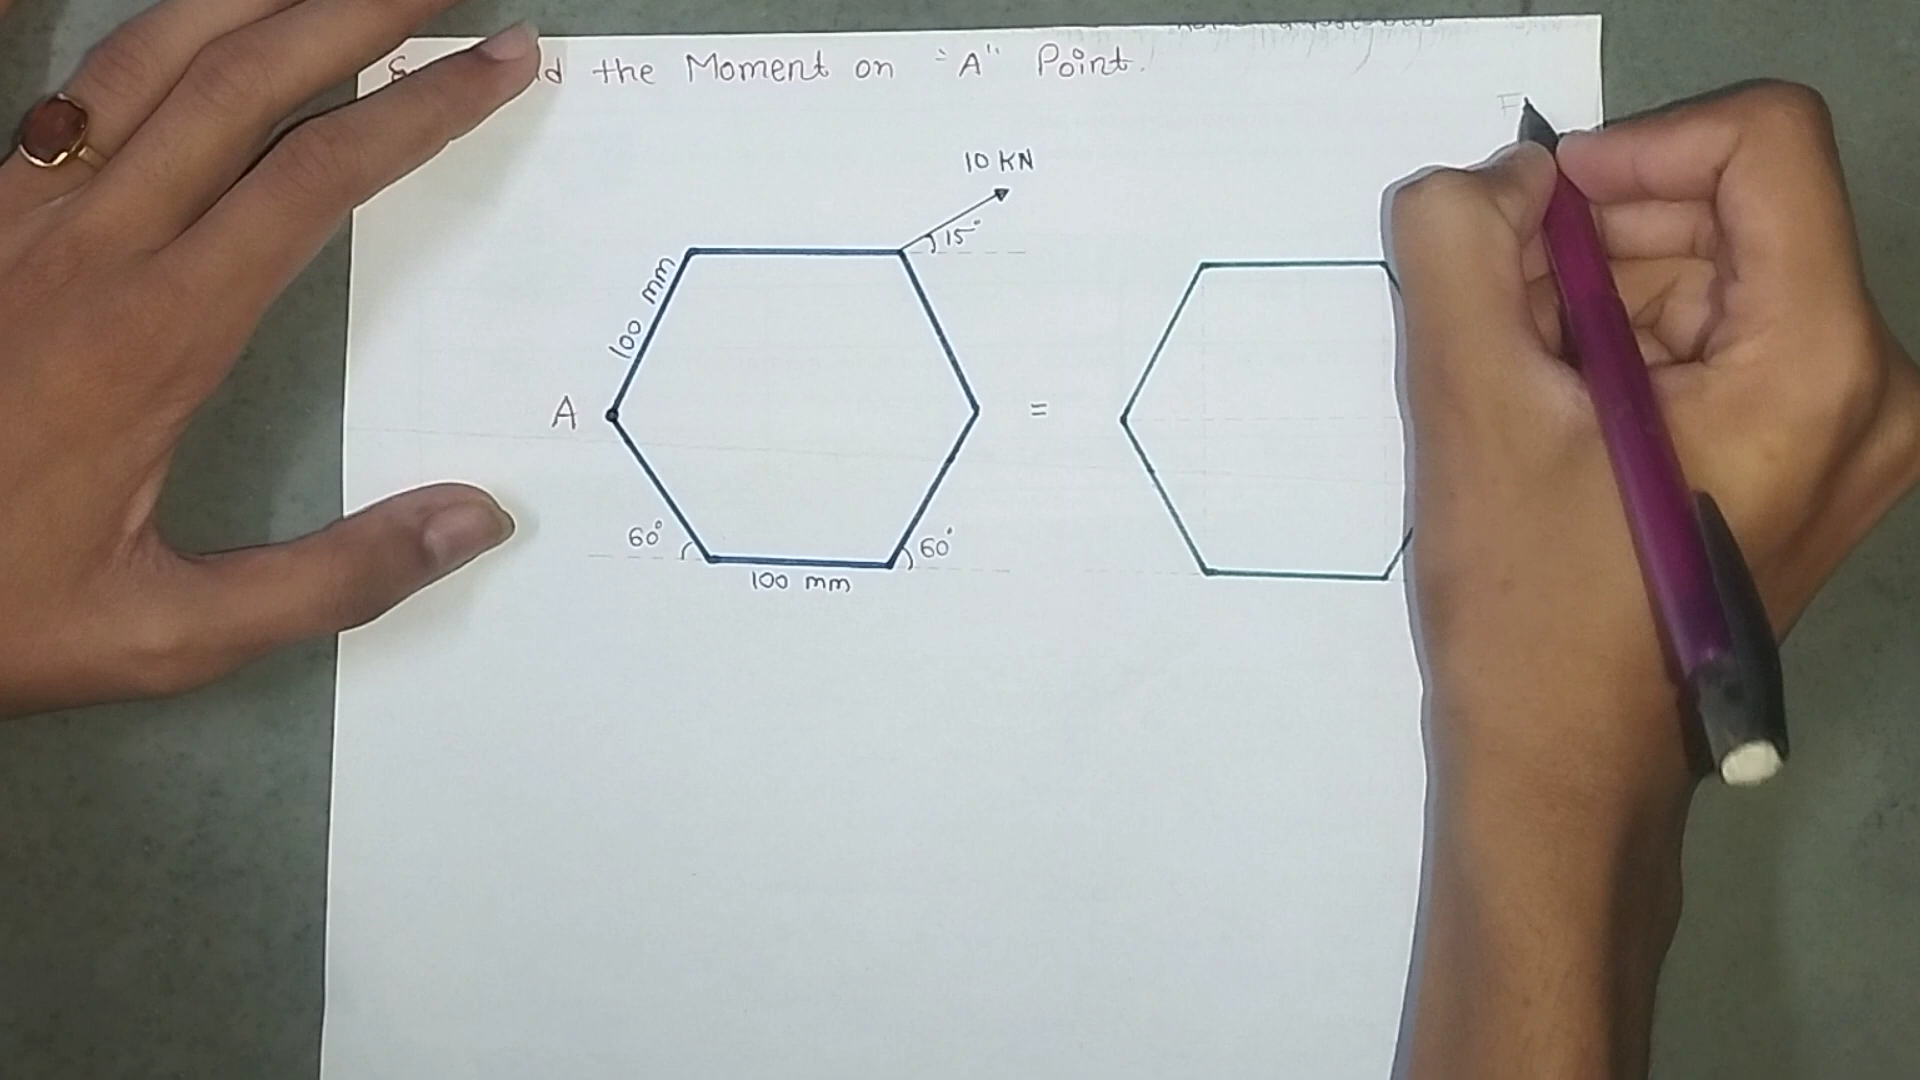 the Moment on "A" Point.
10 KN
15°
100 mm
A
=
60°
60°
100 mm
F